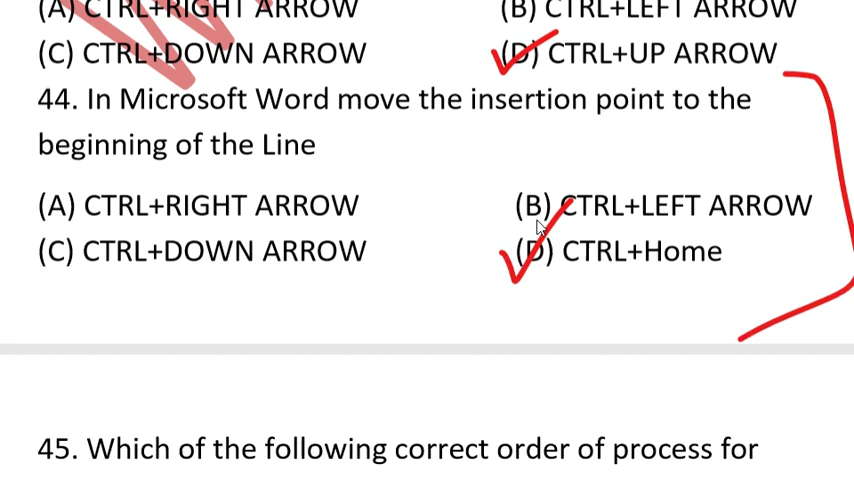 (A) CTRL+RIGHT ARROW (B) CTRL+LEFT ARROW
(C) CTRL+DOWN ARROW (D) CTRL+UP ARROW
44. In Microsoft Word move the insertion point to the
beginning of the Line
(A) CTRL+RIGHT ARROW (B) CTRL+LEFT ARROW
(C) CTRL+DOWN ARROW (D) CTRL+Home
45. Which of the following correct order of process for